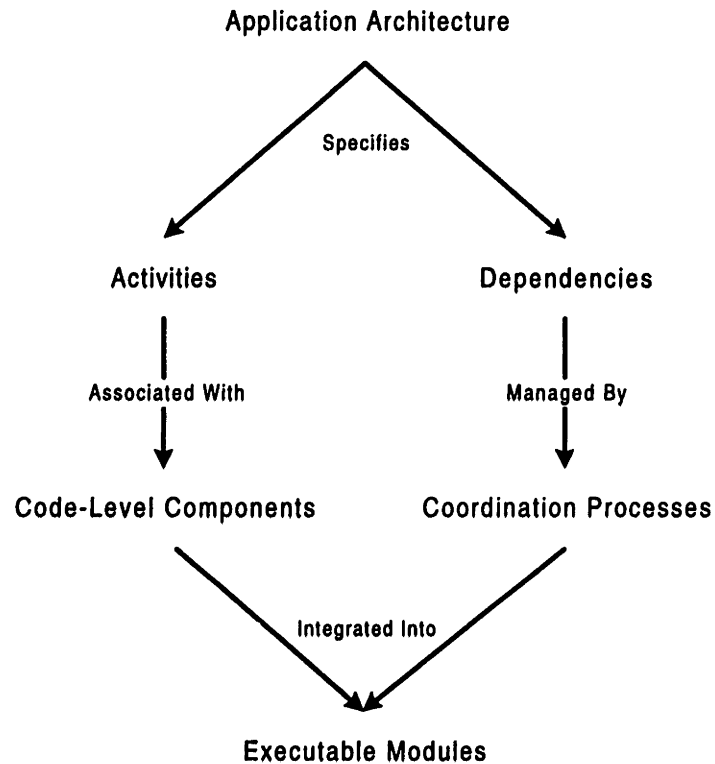 Application Architecture
Specifies
Activities
Dependencies
Associated With
Managed By
Code-Level Components
Coordination Processes
Integrated Into
Executable Modules